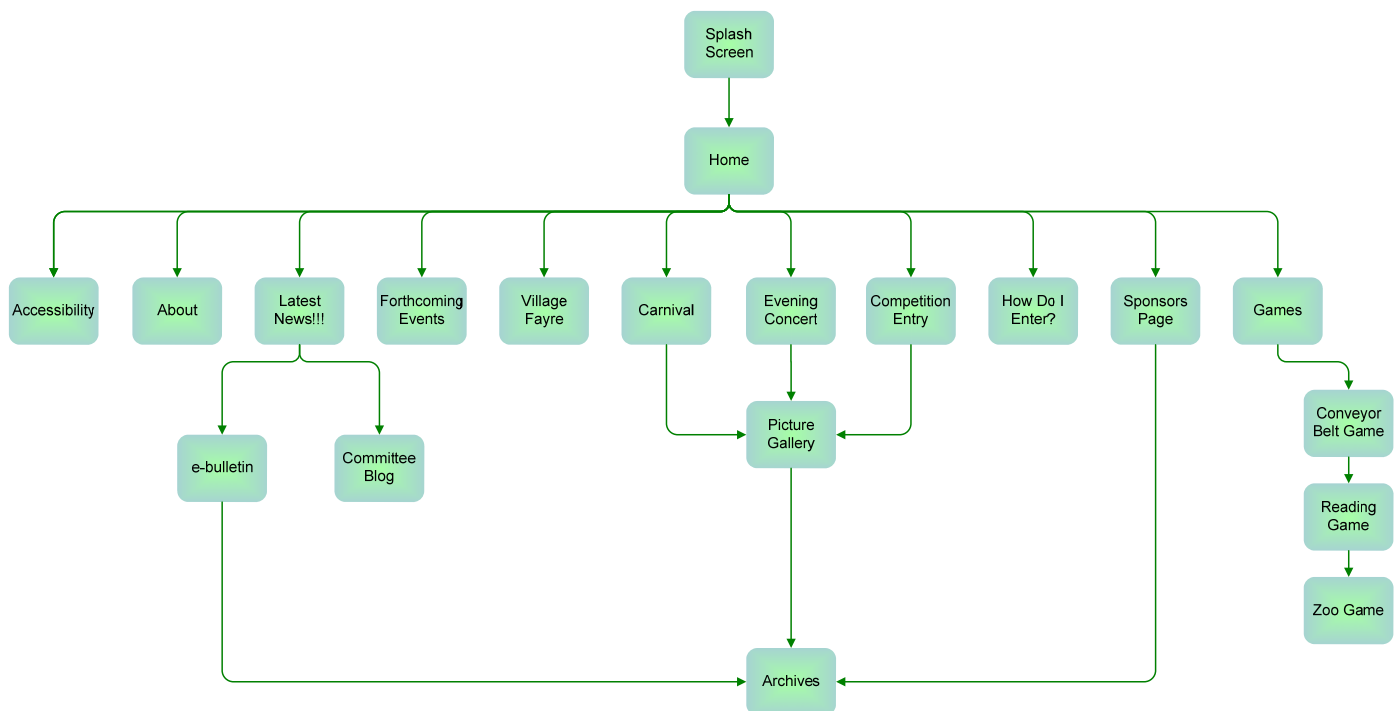 Splash
Screen
Home
Accessibility
About
Latest
News!!!
Forthcoming
Events
Village
Fayre
Carnival
Evening
Concert
Competition
Entry
How Do I
Enter?
Sponsors
Page
Games
e-bulletin
Committee
Blog
Picture
Gallery
Conveyor
Belt Game
Reading
Game
Zoo Game
Archives